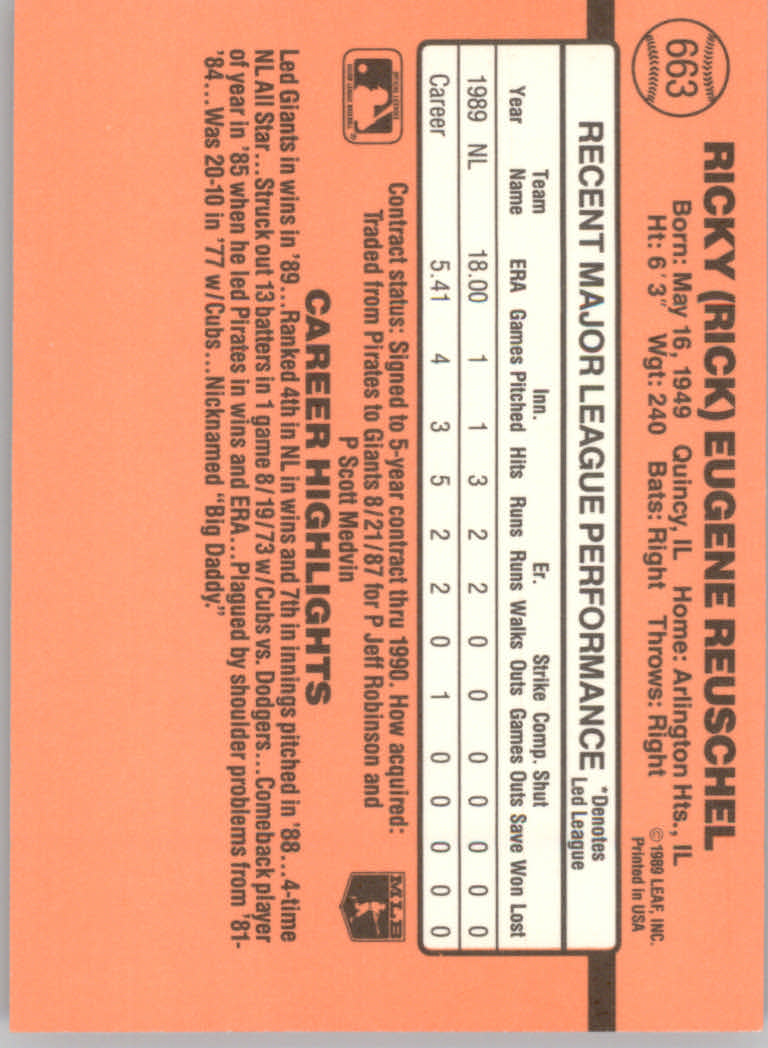 663
RICKY (RICK) EUGENE REUSCHEL
Born: May 16, 1949 Quincy, IL Home: Arlington Hts., IL
Ht: 6'3" Wgt: 240 Bats: Right Throws: Right
© 1989 LEAF, INC.
Printed in USA
RECENT MAJOR LEAGUE PERFORMANCE *Denotes
Led League
Team Inn. Er. Strike Comp. Shut
Year Name ERA Games Pitched Hits Runs Runs Walks Outs Games Outs Save Won Lost
1989 NL 18.00 1 1 3 2 2 0 0 0 0 0 0 0
Career 5.41 4 3 5 2 2 0 1 0 0 0 0 0
OFFICIAL LICENSEE
MAJOR LEAGUE BASEBALL
Contract status: Signed to 5-year contract thru 1990. How acquired:
Traded from Pirates to Giants 8/21/87 for P Jeff Robinson and
P Scott Medvin
MLB
CAREER HIGHLIGHTS
Led Giants in wins in '89...Ranked 4th in NL in wins and 7th in innings pitched in '88...4-time
NL All Star...Struck out 13 batters in 1 game 8/19/73 w/Cubs vs. Dodgers...Comeback player
of year in '85 when he led Pirates in wins and ERA...Plagued by shoulder problems from '81-
'84...Was 20-10 in '77 w/Cubs...Nicknamed "Big Daddy."